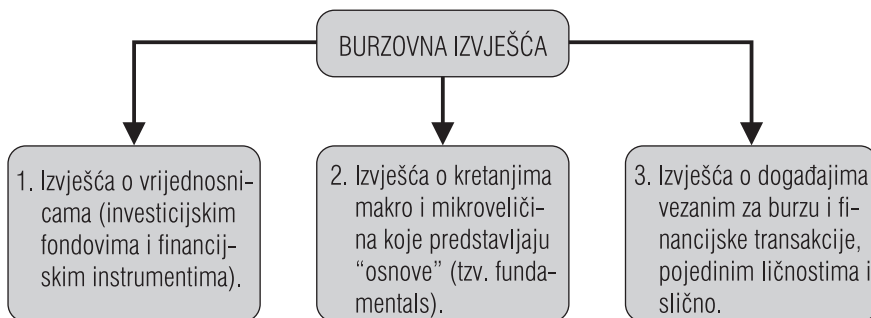 BURZOVNA IZVJEŠĆA
1. Izvješća o vrijednosni-
cama (investicijskim
fondovima i financij-
skim instrumentima).
2. Izvješća o kretanjima
makro i mikroveliči-
na koje predstavljaju
“osnove” (tzv. funda-
mentals).
3. Izvješća o događajima
vezanim za burzu i fi-
nancijske transakcije,
pojedinim ličnostima i
slično.